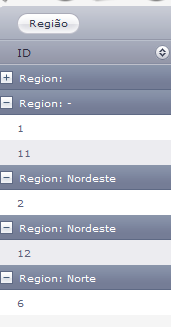 Região
ID
Region:
Region: -
1
11
Region: Nordeste
2
Region: Nordeste
12
Region: Norte
6